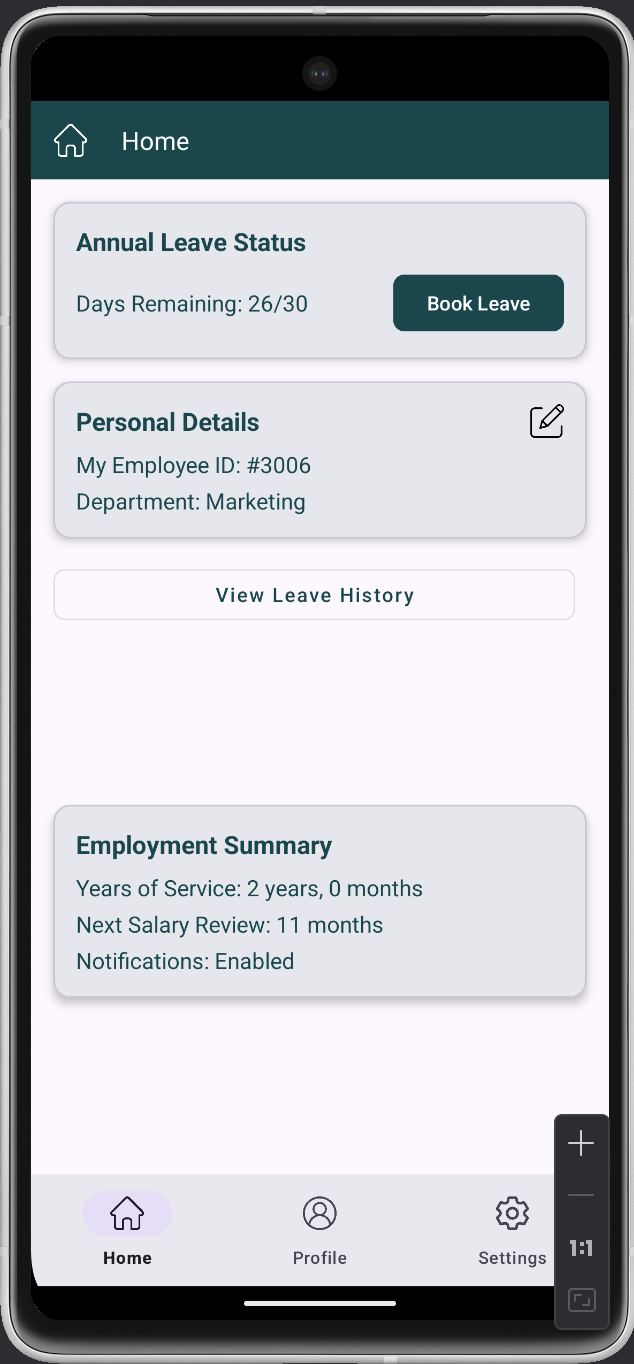 Home
Annual Leave Status
Days Remaining: 26/30
Book Leave
Personal Details
My Employee ID: #3006
Department: Marketing
View Leave History
Employment Summary
Years of Service: 2 years, 0 months
Next Salary Review: 11 months
Notifications: Enabled
Home
Profile
Settings
1:1